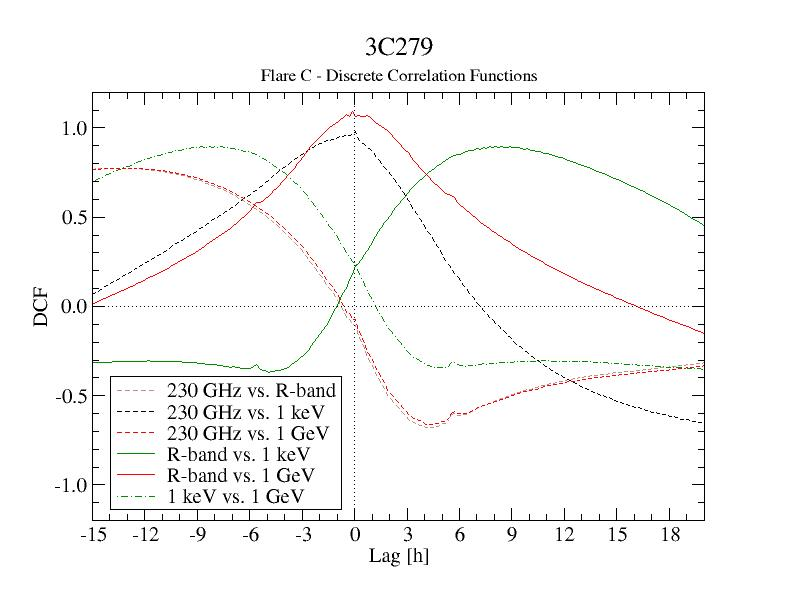 3C279
Flare C - Discrete Correlation Functions
1.0
0.5
0.0
-0.5
-1.0
DCF
230 GHz vs. R-band
230 GHz vs. 1 keV
230 GHz vs. 1 GeV
R-band vs. 1 keV
R-band vs. 1 GeV
1 keV vs. 1 GeV
-15 -12 -9 -6 -3 0 3 6 9 12 15 18
Lag [h]